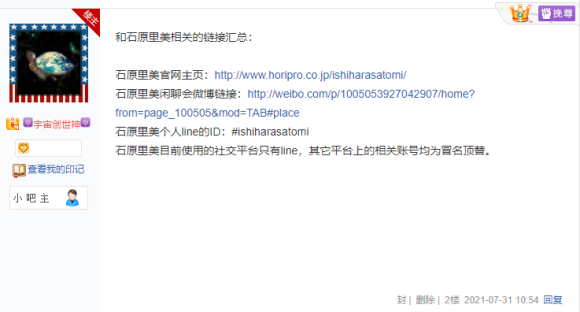 挽尊
楼主
和石原里美相关的链接汇总：
石原里美官网主页：http://www.horipro.co.jp/ishiharasatomi/
石原里美闲聊会微博链接：http://weibo.com/p/1005053927042907/home?
from=page_100505&mod=TAB#place
石原里美个人line的ID：#ishiharasatomi
石原里美目前使用的社交平台只有line，其它平台上的相关账号均为冒名顶替。
宇宙创世神
查看我的印记
小吧主
封| 删除| 2楼 2021-07-31 10:54 回复